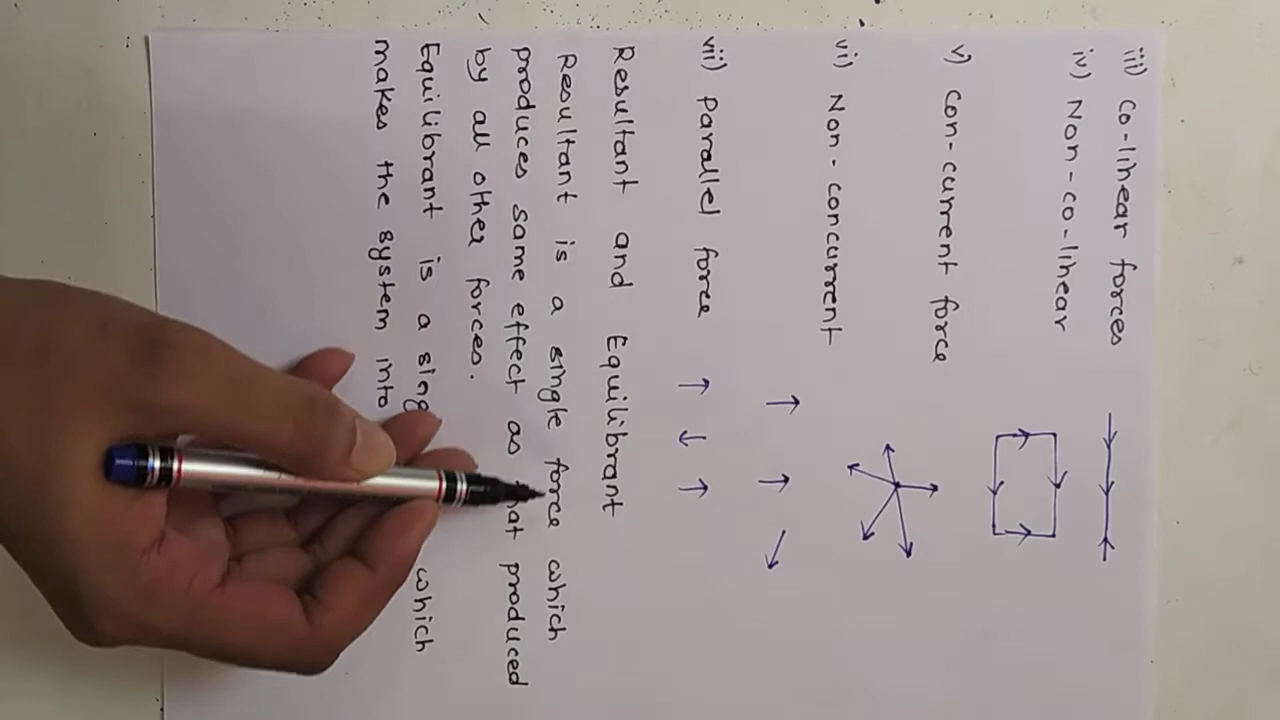 iii) Co-linear forces
iv) Non-co-linear
v) Con-current force
vi) Non-concurrent
vii) Parallel force
Resultant and Equilibrant
Resultant is a single force which
produces same effect as that produced
by all other forces.
Equilibrant is a which
makes the system into